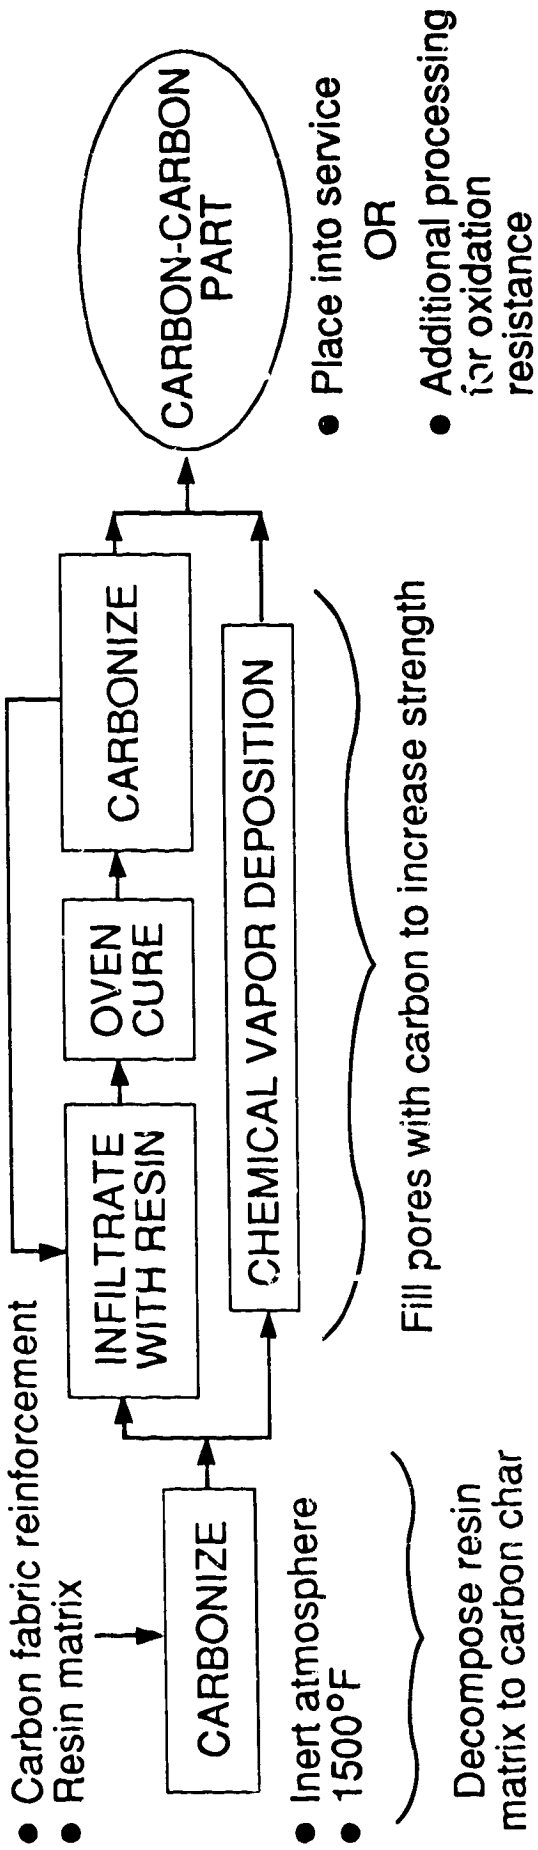 ● Carbon fabric reinforcement
● Resin matrix
CARBONIZE
● Inert atmosphere
● 1500°F
Decompose resin
matrix to carbon char
INFILTRATE
WITH RESIN
OVEN
CURE
CARBONIZE
CHEMICAL VAPOR DEPOSITION
Fill pores with carbon to increase strength
CARBON-CARBON
PART
● Place into service
OR
● Additional processing
for oxidation
resistance